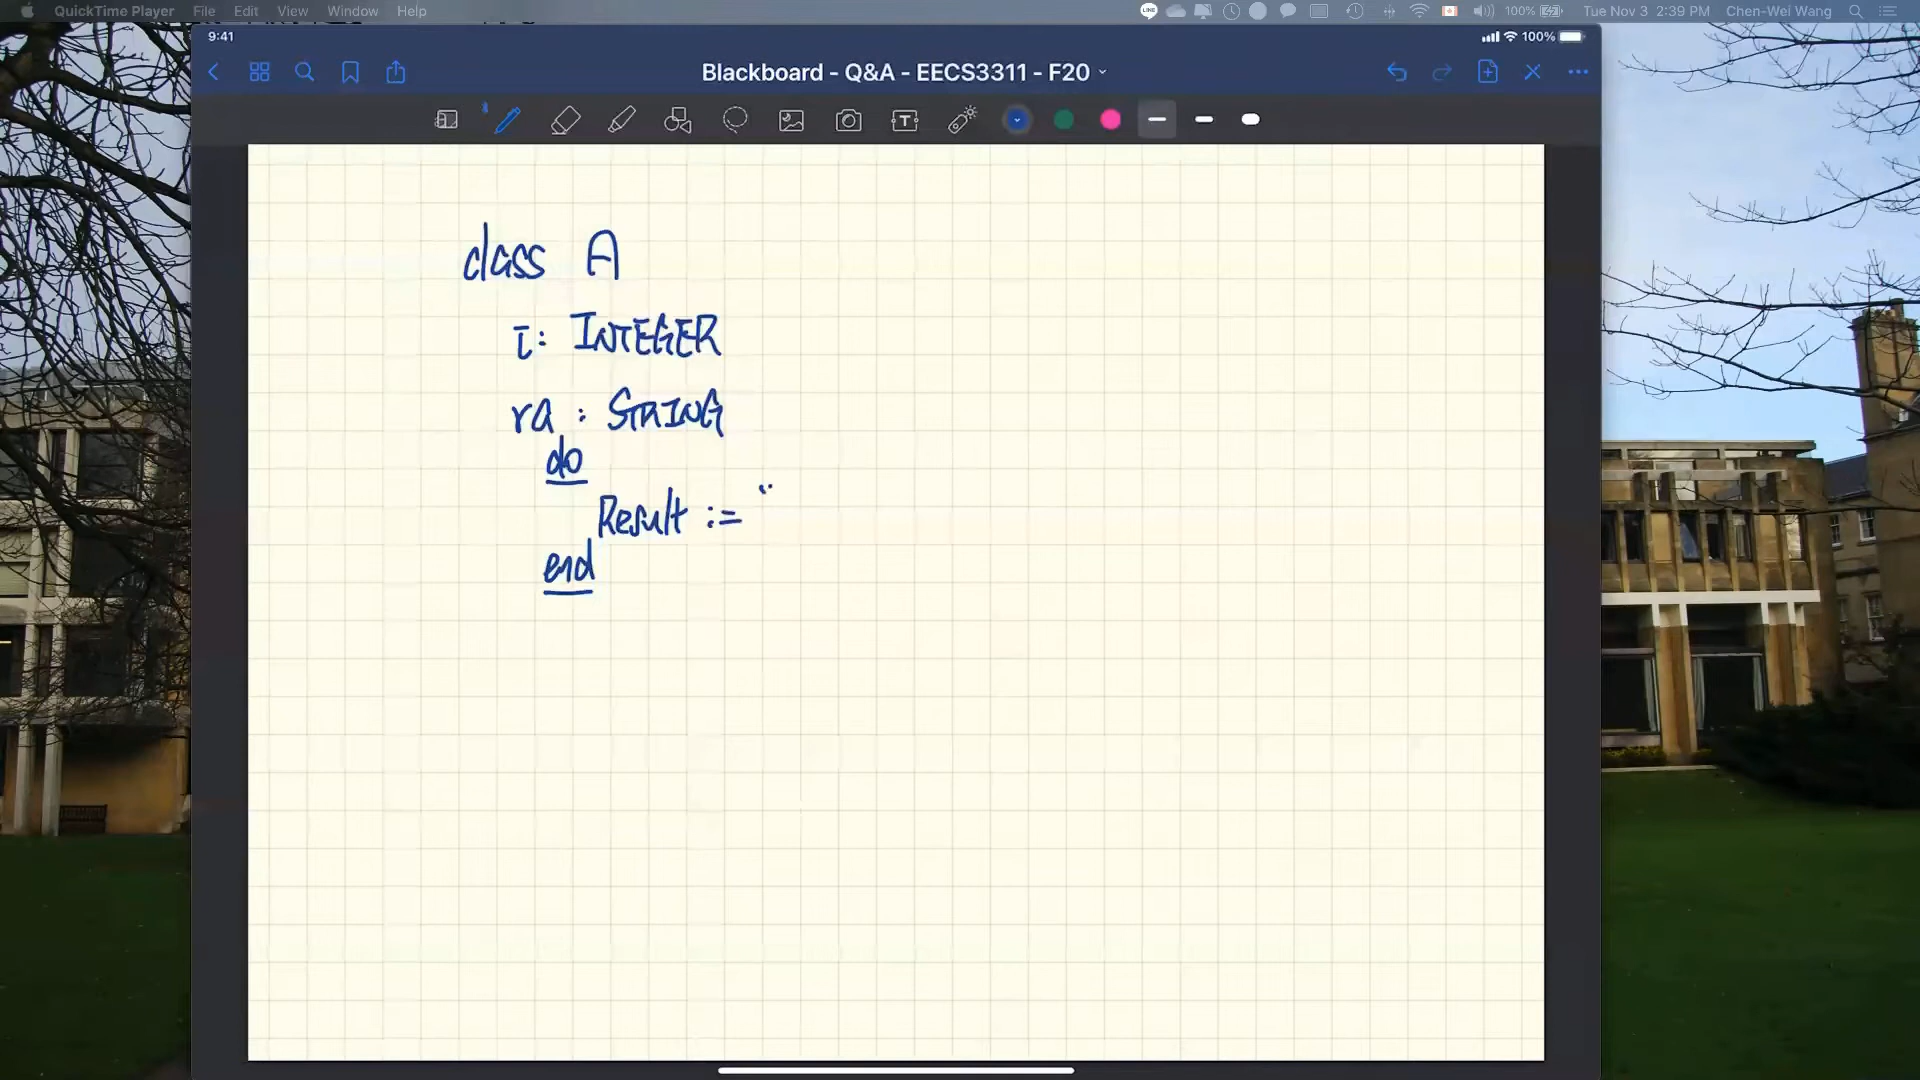 QuickTime Player File Edit View Window Help 100% Tue Nov 3 2:39 PM Chen-Wei Wang
9:41 100%
Blackboard - Q&A - EECS3311 - F20
class A
i: INTEGER
ra : STRING
do
Result := "
end